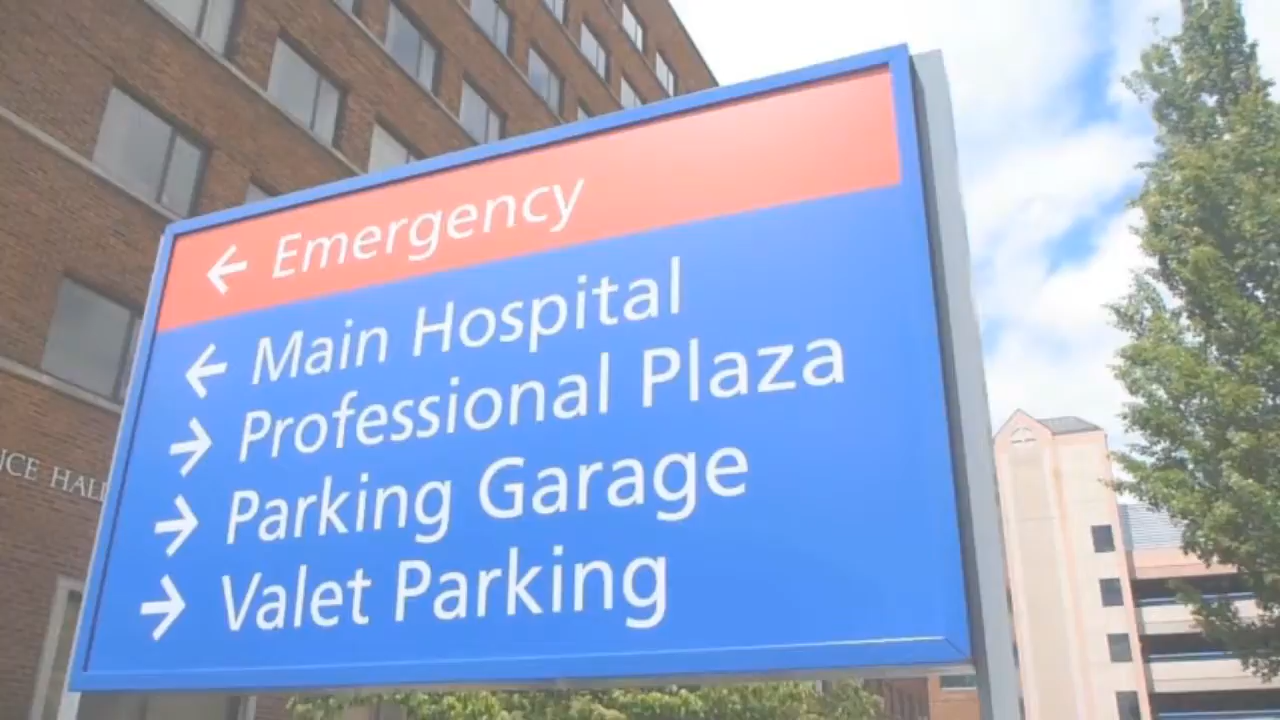 ← Emergency
← Main Hospital
→ Professional Plaza
→ Parking Garage
→ Valet Parking